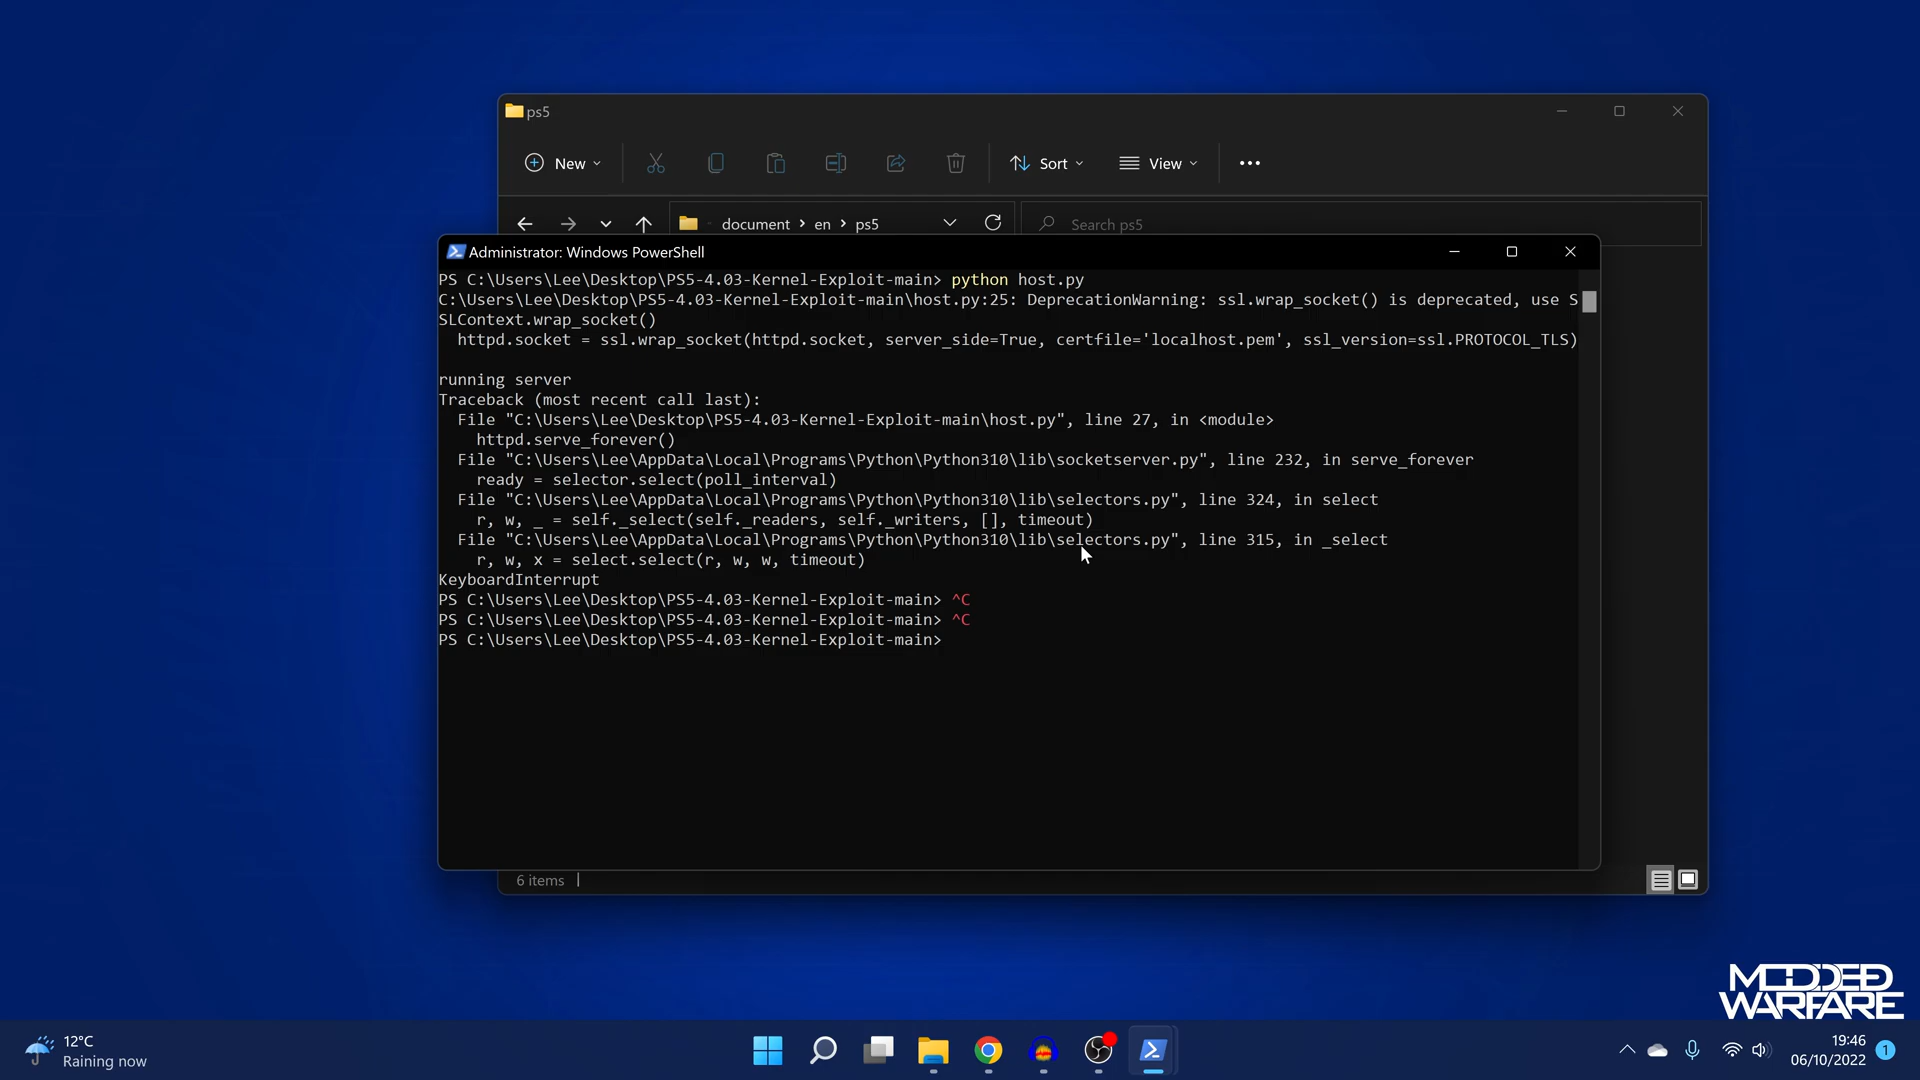 ps5
New
Sort
View
document > en > ps5
Search ps5
Administrator: Windows PowerShell
PS C:\Users\Lee\Desktop\PS5-4.03-Kernel-Exploit-main> python host.py
C:\Users\Lee\Desktop\PS5-4.03-Kernel-Exploit-main\host.py:25: DeprecationWarning: ssl.wrap_socket() is deprecated, use S
SLContext.wrap_socket()
httpd.socket = ssl.wrap_socket(httpd.socket, server_side=True, certfile='localhost.pem', ssl_version=ssl.PROTOCOL_TLS)
running server
Traceback (most recent call last):
File "C:\Users\Lee\Desktop\PS5-4.03-Kernel-Exploit-main\host.py", line 27, in <module>
httpd.serve_forever()
File "C:\Users\Lee\AppData\Local\Programs\Python\Python310\lib\socketserver.py", line 232, in serve_forever
ready = selector.select(poll_interval)
File "C:\Users\Lee\AppData\Local\Programs\Python\Python310\lib\selectors.py", line 324, in select
r, w, _ = self._select(self._readers, self._writers, [], timeout)
File "C:\Users\Lee\AppData\Local\Programs\Python\Python310\lib\selectors.py", line 315, in _select
r, w, x = select.select(r, w, w, timeout)
KeyboardInterrupt
PS C:\Users\Lee\Desktop\PS5-4.03-Kernel-Exploit-main> ^C
PS C:\Users\Lee\Desktop\PS5-4.03-Kernel-Exploit-main> ^C
PS C:\Users\Lee\Desktop\PS5-4.03-Kernel-Exploit-main>
6 items
MODDED
WARFARE
12°C
Raining now
19:46
06/10/2022
1